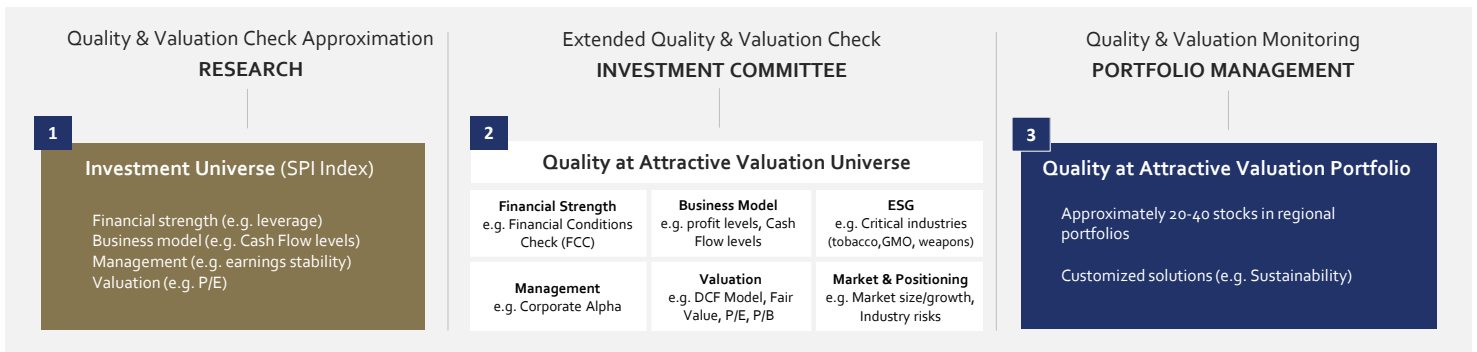 Quality & Valuation Check Approximation
RESEARCH
1
Investment Universe (SPI Index)
Financial strength (e.g. leverage)
Business model (e.g. Cash Flow levels)
Management (e.g. earnings stability)
Valuation (e.g. P/E)
Extended Quality & Valuation Check
INVESTMENT COMMITTEE
2
Quality at Attractive Valuation Universe
Financial Strength
e.g. Financial Conditions
Check (FCC)
Business Model
e.g. profit levels, Cash
Flow levels
ESG
e.g. Critical industries
(tobacco,GMO, weapons)
Management
e.g. Corporate Alpha
Valuation
e.g. DCF Model, Fair
Value, P/E, P/B
Market & Positioning
e.g. Market size/growth,
Industry risks
Quality & Valuation Monitoring
PORTFOLIO MANAGEMENT
3
Quality at Attractive Valuation Portfolio
Approximately 20-40 stocks in regional
portfolios
Customized solutions (e.g. Sustainability)